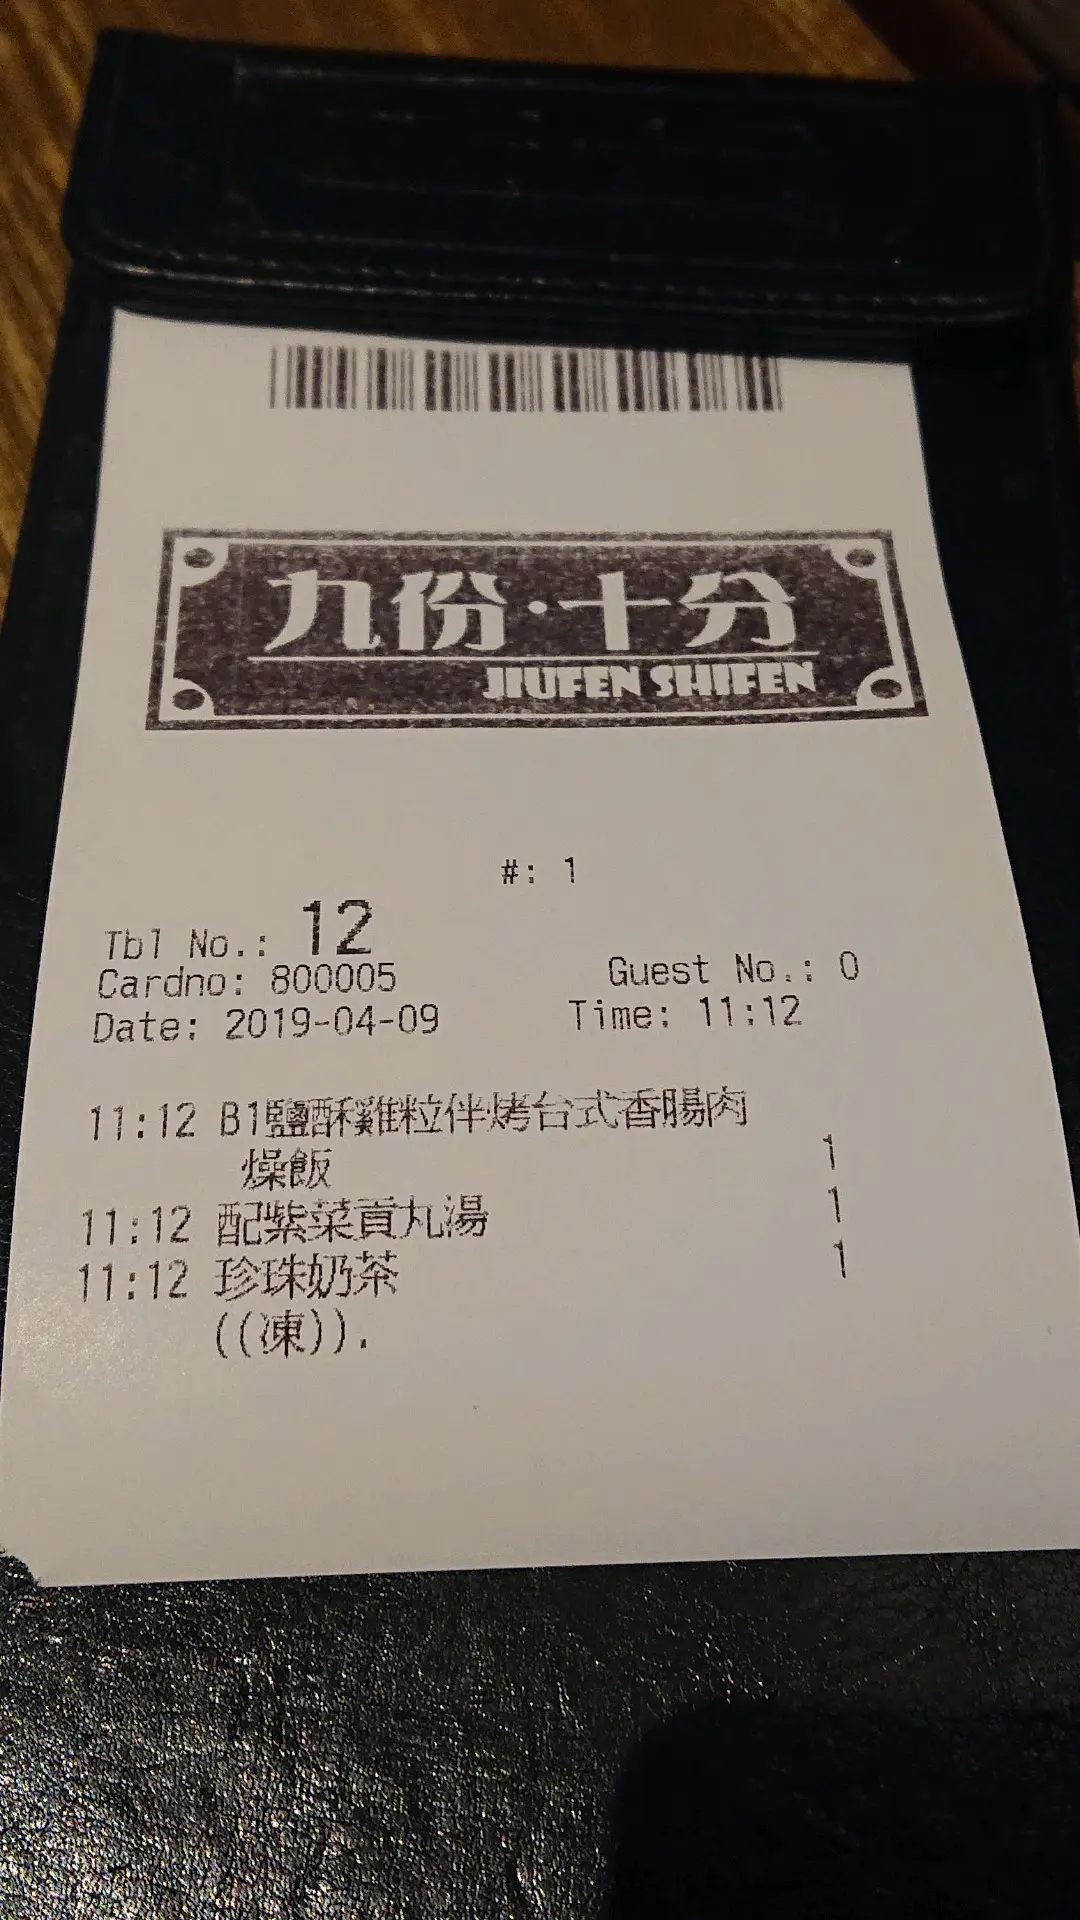 九份·十分
JIUFEN SHIFEN
#: 1
Tbl No.: 12
Cardno: 800005 Guest No.: 0
Date: 2019-04-09 Time: 11:12
11:12 B1鹽酥雞粒伴烤台式香腸肉
燥飯 1
11:12 配紫菜貢丸湯 1
11:12 珍珠奶茶 1
((凍)).